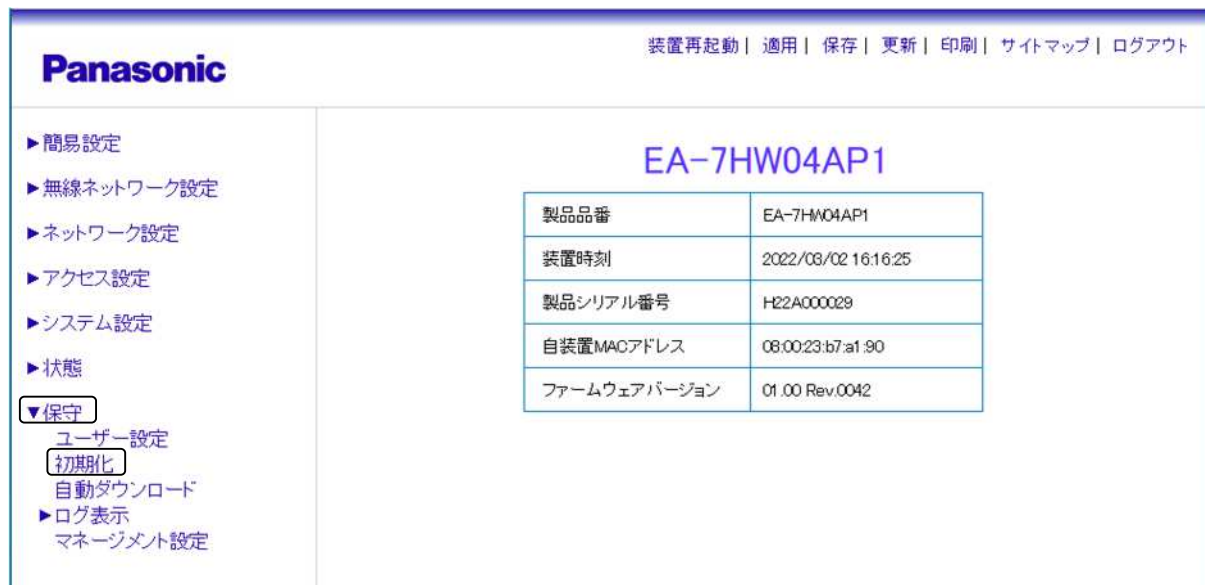 Panasonic
装置再起動| 適用| 保存| 更新| 印刷| サイトマップ| ログアウト
▶簡易設定
▶無線ネットワーク設定
▶ネットワーク設定
▶アクセス設定
▶システム設定
▶状態
▼保守
ユーザー設定
初期化
自動ダウンロード
▶ログ表示
マネージメント設定
EA-7HW04AP1
製品品番 EA-7HW04AP1
装置時刻 2022/03/02 16:16:25
製品シリアル番号 H22A000029
自装置MACアドレス 08:00:23:b7:a1:90
ファームウェアバージョン 01.00 Rev.0042